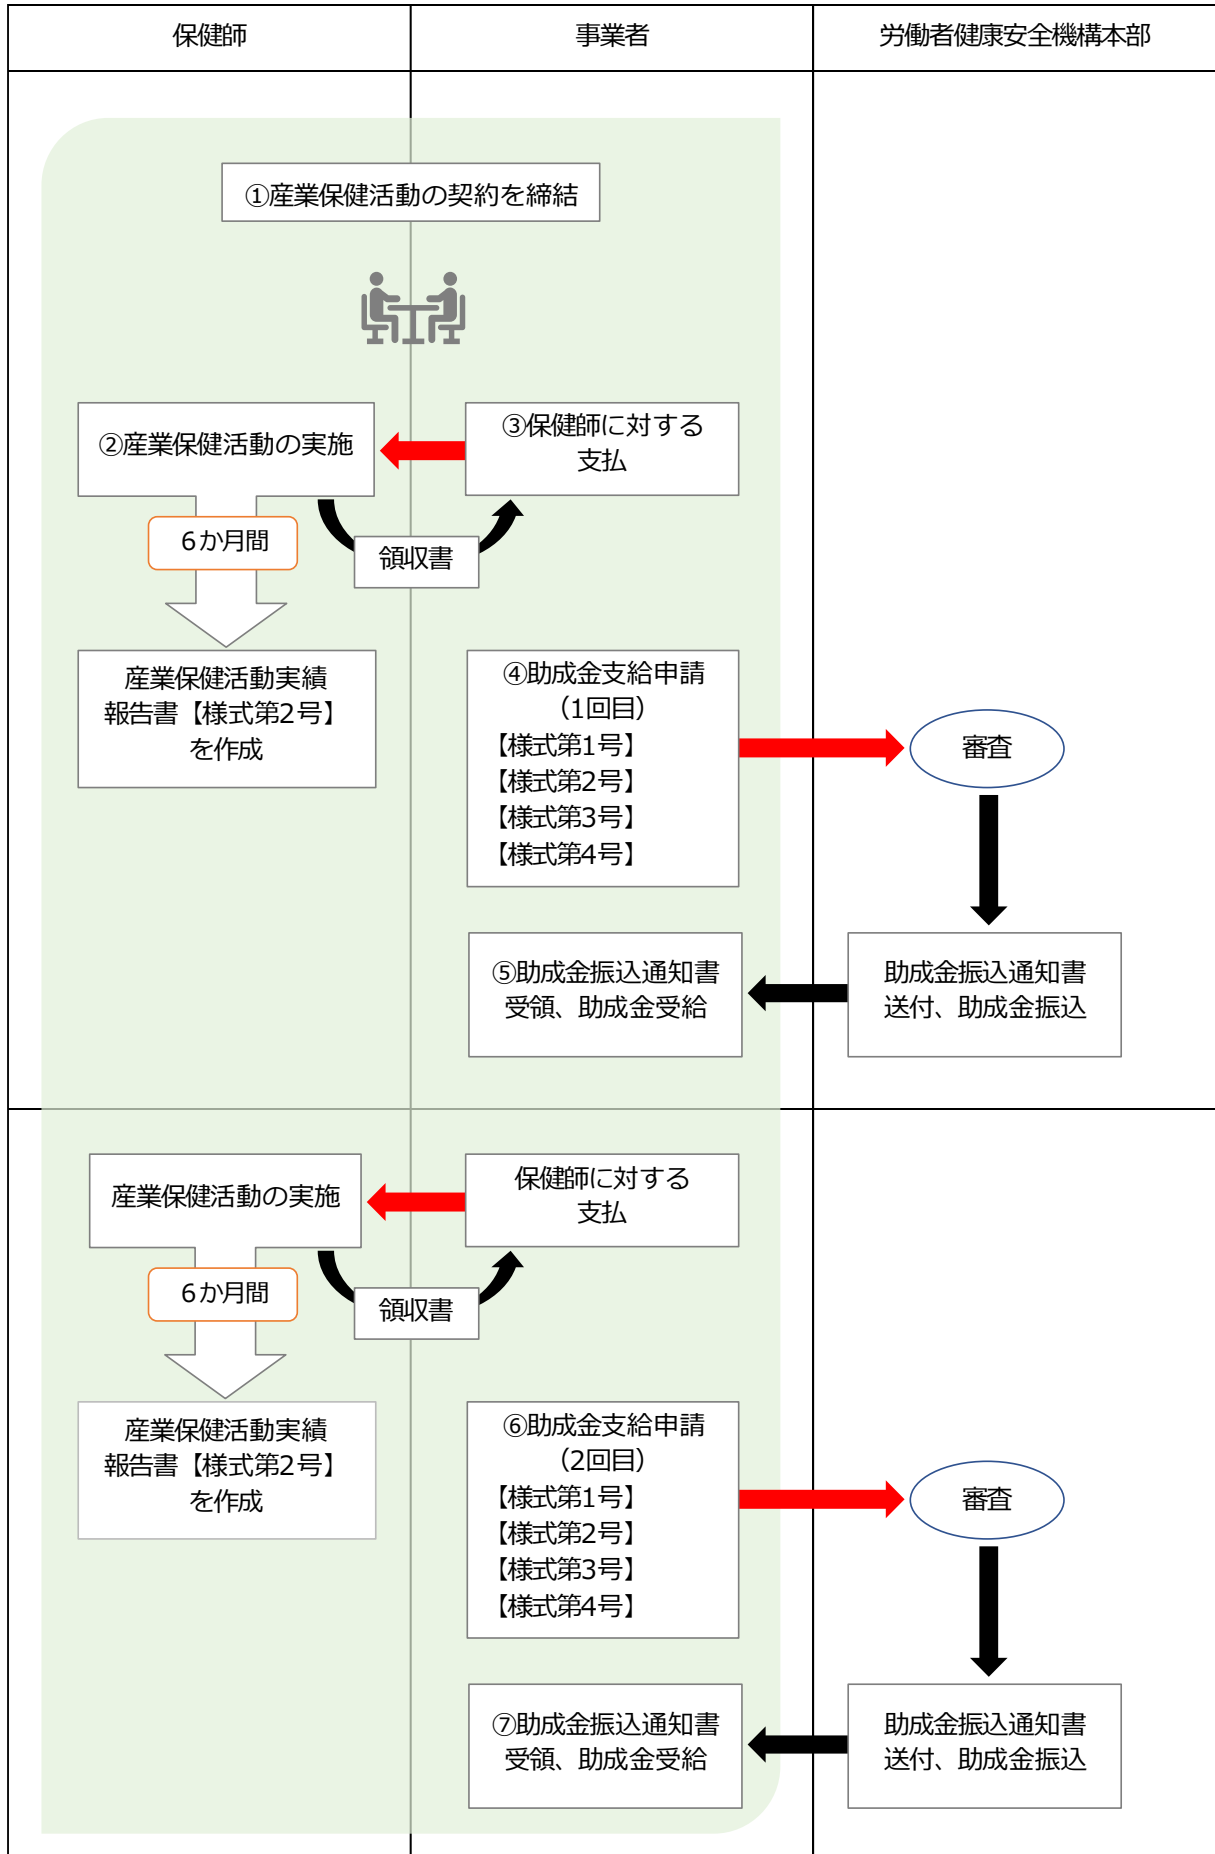 保健師
事業者
労働者健康安全機構本部
①産業保健活動の契約を締結
②産業保健活動の実施
③保健師に対する
支払
6か月間
領収書
産業保健活動実績
報告書【様式第2号】
を作成
④助成金支給申請
（1回目）
【様式第1号】
【様式第2号】
【様式第3号】
【様式第4号】
審査
⑤助成金振込通知書
受領、助成金受給
助成金振込通知書
送付、助成金振込
産業保健活動の実施
保健師に対する
支払
6か月間
領収書
産業保健活動実績
報告書【様式第2号】
を作成
⑥助成金支給申請
（2回目）
【様式第1号】
【様式第2号】
【様式第3号】
【様式第4号】
審査
⑦助成金振込通知書
受領、助成金受給
助成金振込通知書
送付、助成金振込